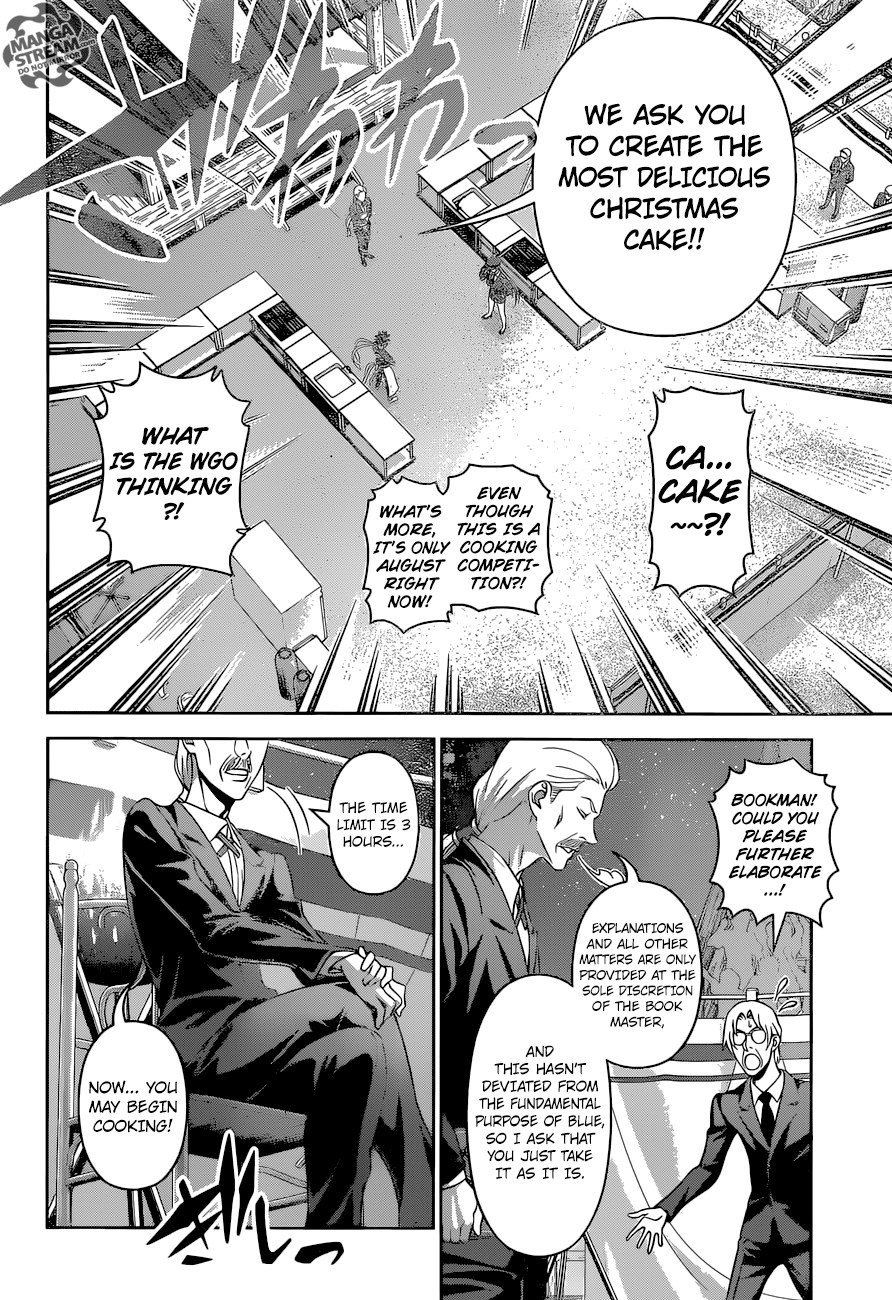 MANGA
STREAM.com
DO NOT MIRROR
WE ASK YOU
TO CREATE THE
MOST DELICIOUS
CHRISTMAS
CAKE!!
CA...
CAKE
~~?!
EVEN
THOUGH
THIS IS A
COOKING
COMPETI-
TION?!
WHAT'S
MORE,
IT'S ONLY
AUGUST
RIGHT
NOW!
WHAT
IS THE WGO
THINKING
?!
BOOKMAN!
COULD YOU
PLEASE
FURTHER
ELABORATE
...!
EXPLANATIONS
AND ALL OTHER
MATTERS ARE ONLY
PROVIDED AT THE
SOLE DISCRETION
OF THE BOOK
MASTER,
AND
THIS HASN'T
DEVIATED FROM
THE FUNDAMENTAL
PURPOSE OF BLUE,
SO I ASK THAT
YOU JUST TAKE
IT AS IT IS.
THE TIME
LIMIT IS 3
HOURS...
NOW... YOU
MAY BEGIN
COOKING!